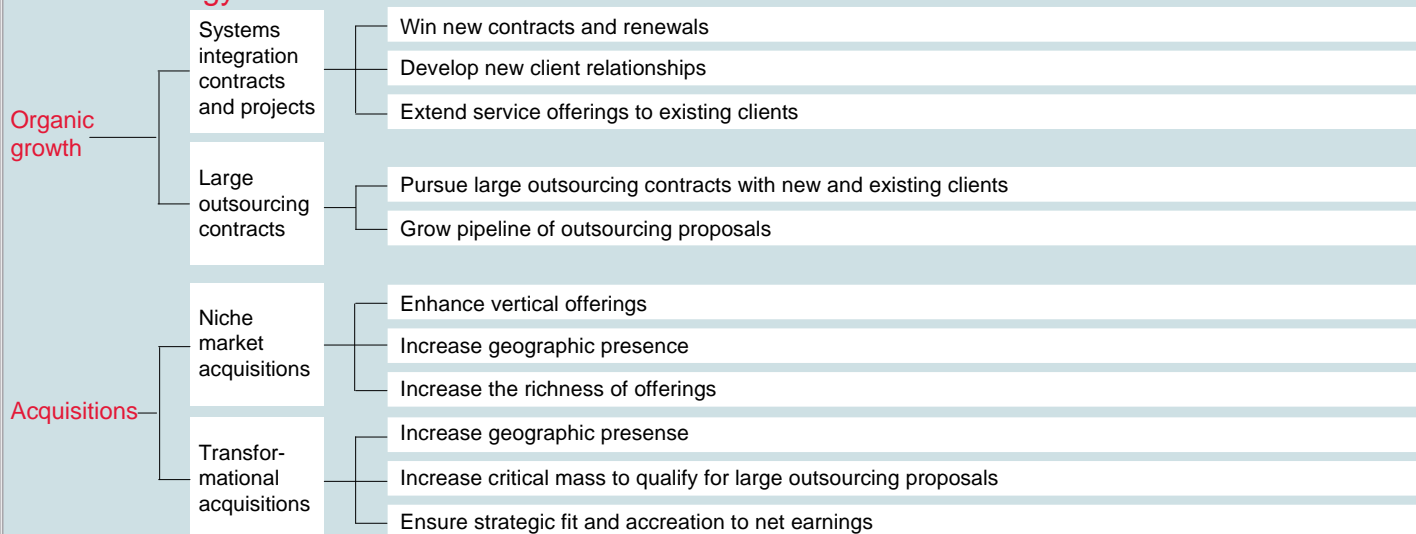 Organic
growth
Systems
integration
contracts
and projects
Win new contracts and renewals
Develop new client relationships
Extend service offerings to existing clients
Large
outsourcing
contracts
Pursue large outsourcing contracts with new and existing clients
Grow pipeline of outsourcing proposals
Acquisitions
Niche
market
acquisitions
Enhance vertical offerings
Increase geographic presence
Increase the richness of offerings
Transfor-
mational
acquisitions
Increase geographic presense
Increase critical mass to qualify for large outsourcing proposals
Ensure strategic fit and accreation to net earnings